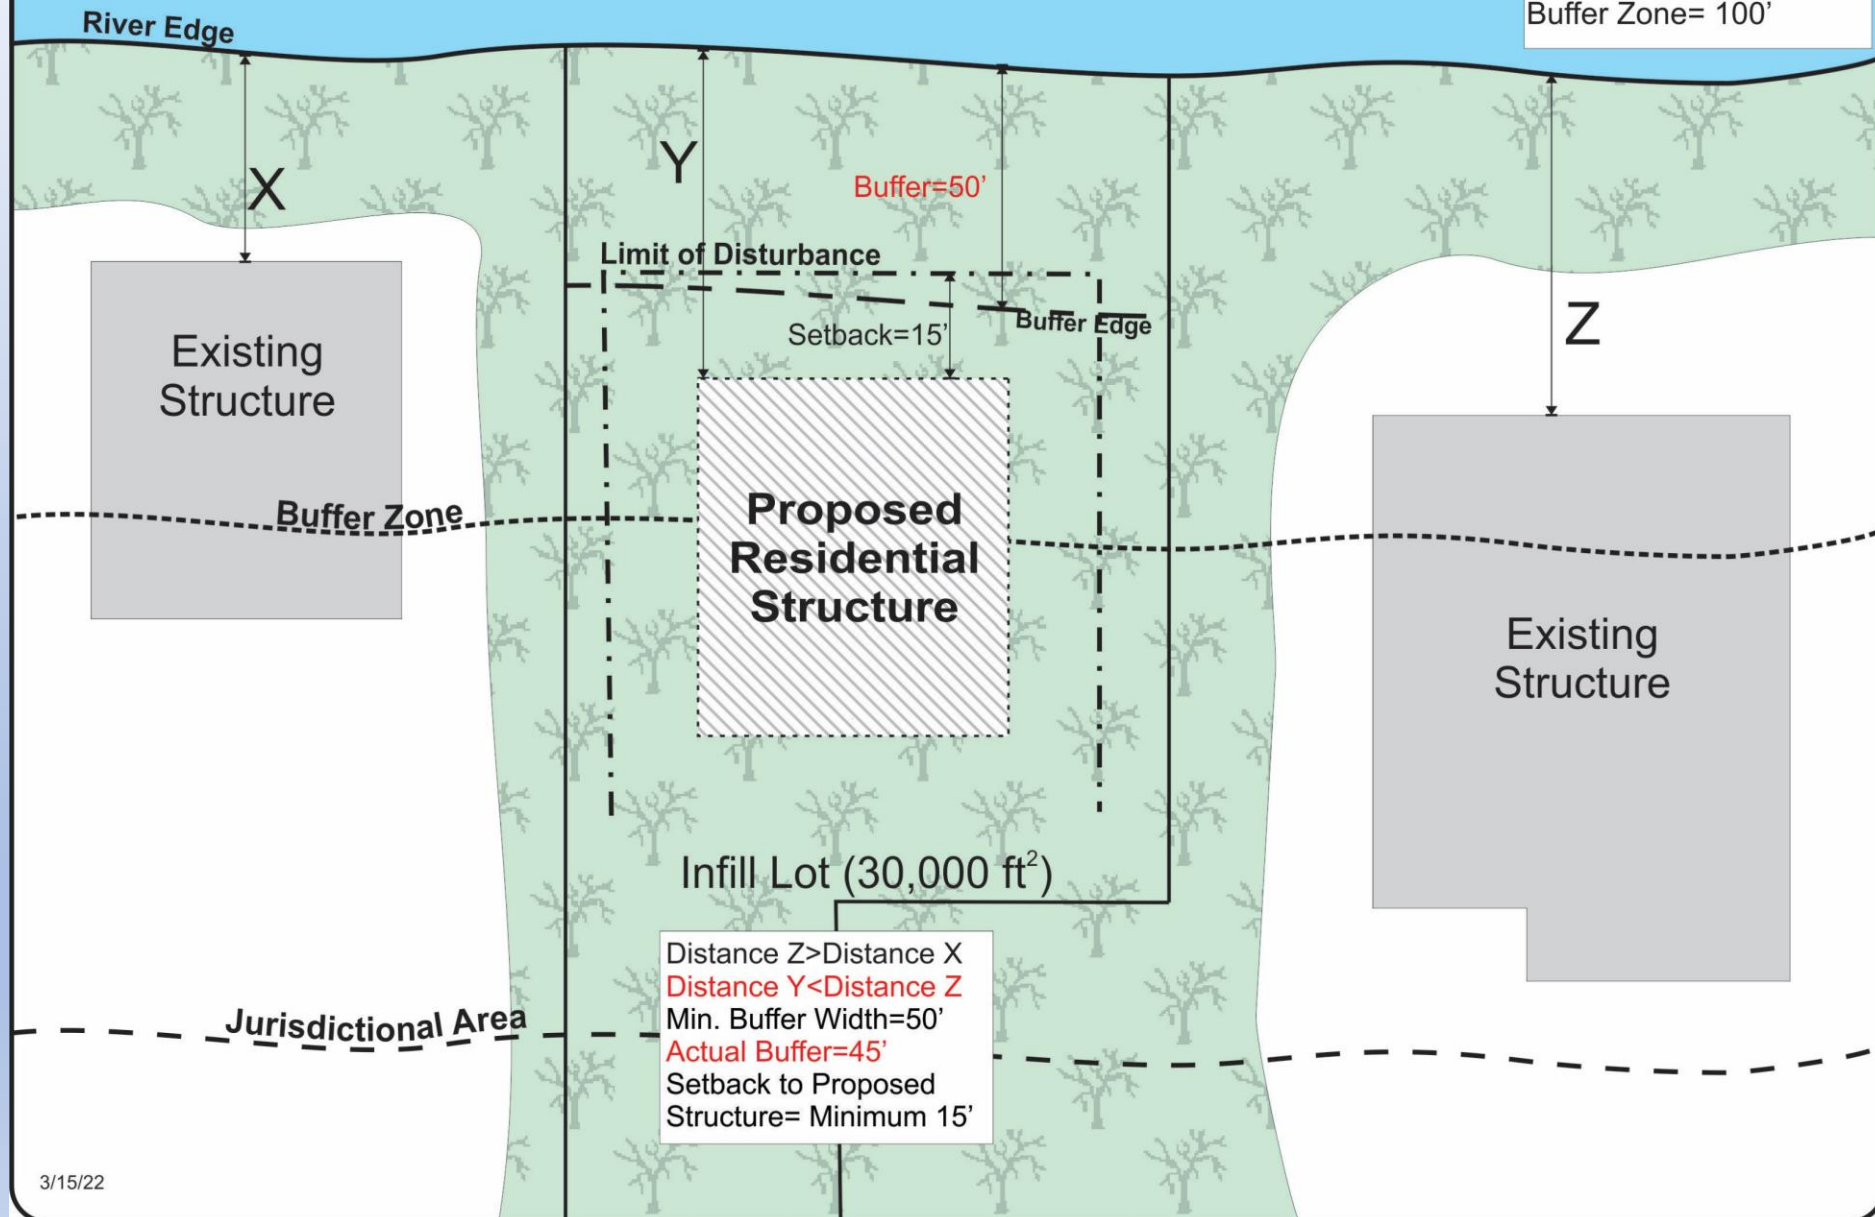 Buffer Zone= 100’
River Edge
X
Y
Buffer=50’
Limit of Disturbance
Buffer Edge
Setback=15’
Z
Existing
Structure
Buffer Zone
Proposed
Residential
Structure
Existing
Structure
Infill Lot (30,000 ft²)
Distance Z>Distance X
Distance Y<Distance Z
Min. Buffer Width=50’
Actual Buffer=45’
Setback to Proposed
Structure= Minimum 15’
Jurisdictional Area
3/15/22